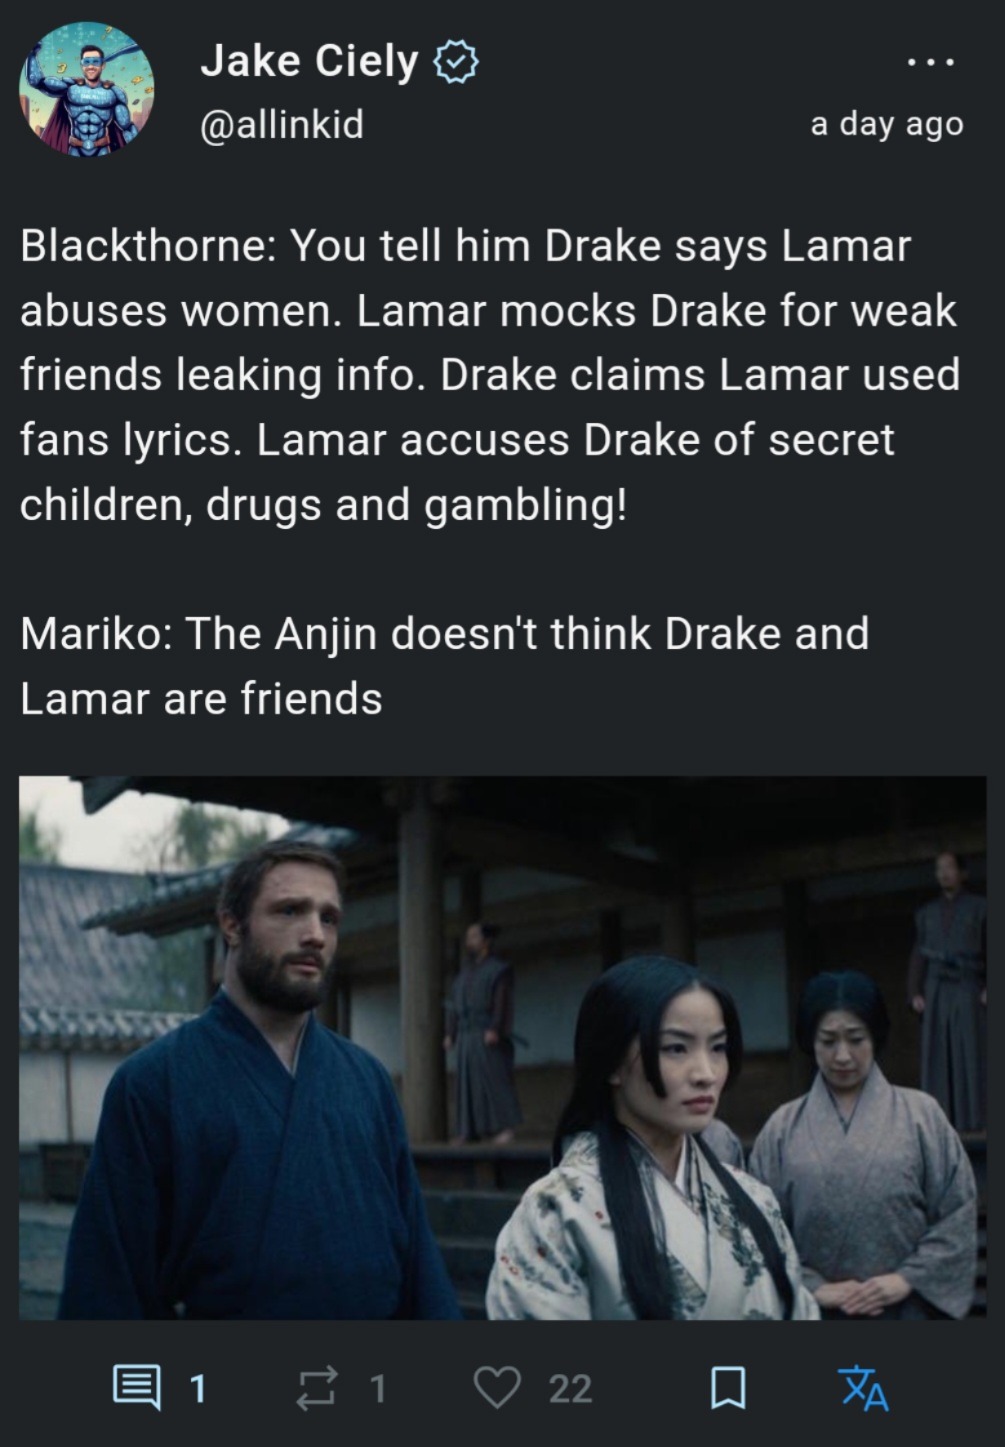 Jake Ciely
@allinkid
a day ago
Blackthorne: You tell him Drake says Lamar
abuses women. Lamar mocks Drake for weak
friends leaking info. Drake claims Lamar used
fans lyrics. Lamar accuses Drake of secret
children, drugs and gambling!
Mariko: The Anjin doesn't think Drake and
Lamar are friends
1
1
22